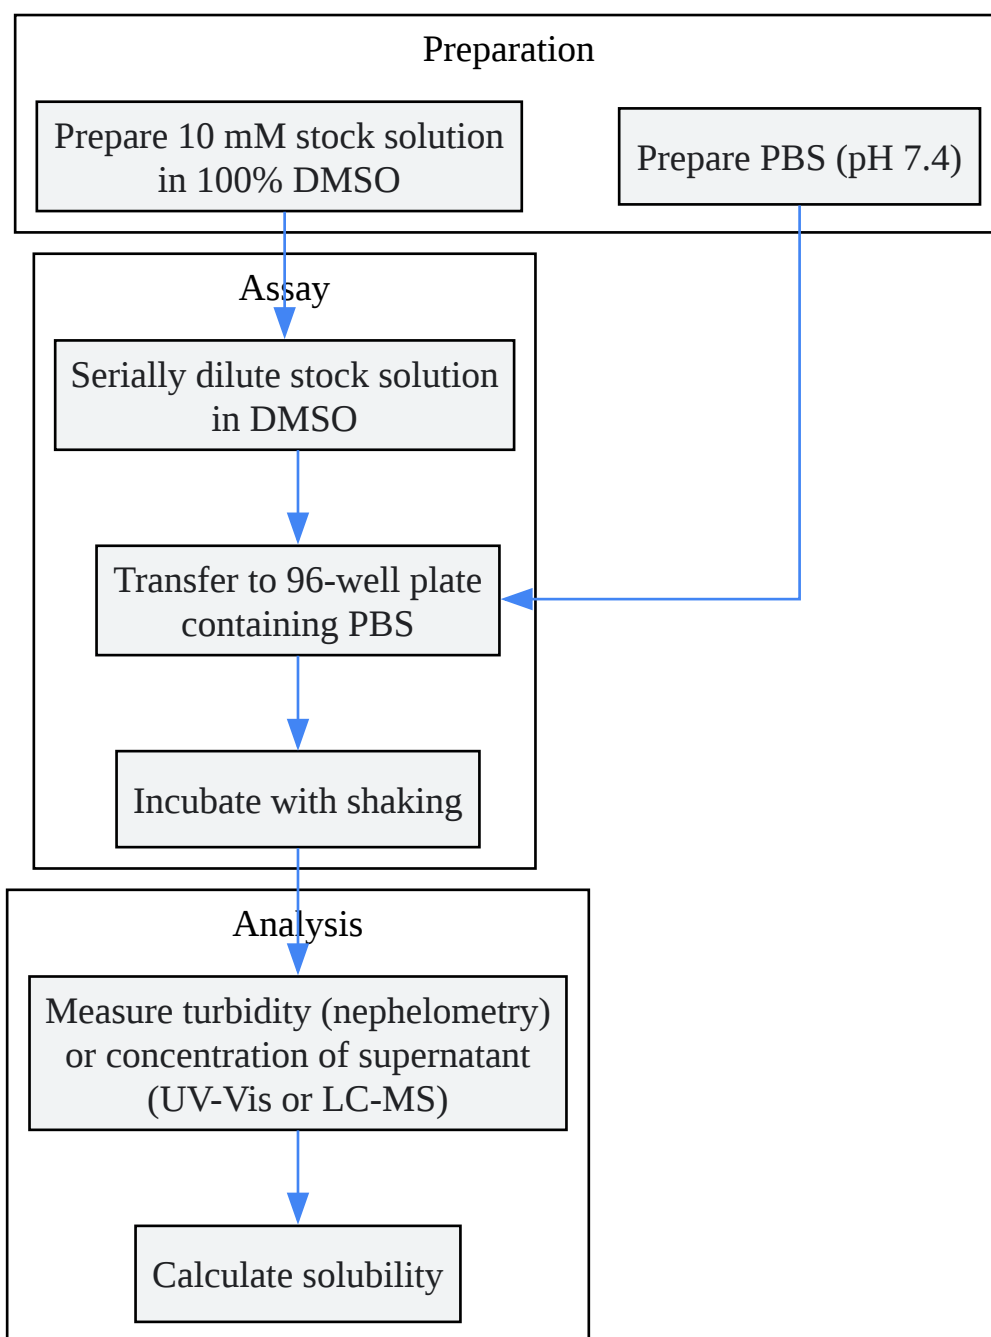 Preparation
Prepare 10 mM stock solution
in 100% DMSO
Prepare PBS (pH 7.4)
Assay
Serially dilute stock solution
in DMSO
Transfer to 96-well plate
containing PBS
Incubate with shaking
Analysis
Measure turbidity (nephelometry)
or concentration of supernatant
(UV-Vis or LC-MS)
Calculate solubility